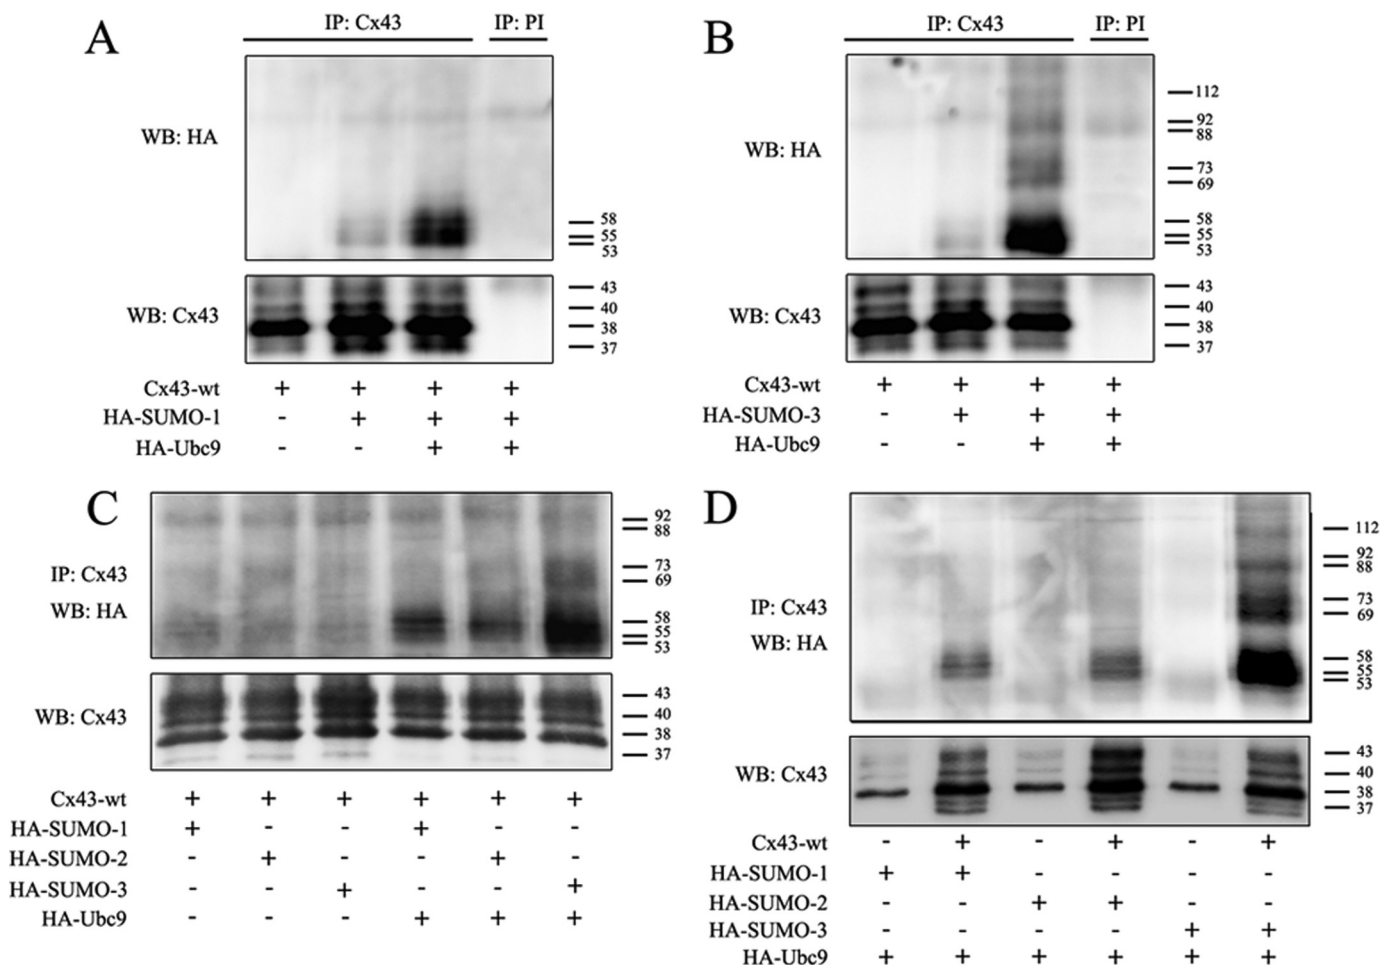 A
IP: Cx43 IP: PI
WB: HA
58
55
53
WB: Cx43
43
40
38
37
Cx43-wt + + + +
HA-SUMO-1 - + + +
HA-Ubc9 - - + +
B
IP: Cx43 IP: PI
WB: HA
112
92
88
73
69
58
55
53
WB: Cx43
43
40
38
37
Cx43-wt + + + +
HA-SUMO-3 - + + +
HA-Ubc9 - - + +
C
IP: Cx43
WB: HA
92
88
73
69
58
55
53
WB: Cx43
43
40
38
37
Cx43-wt + + + + + +
HA-SUMO-1 + - - + - -
HA-SUMO-2 - + - - + -
HA-SUMO-3 - - + - - +
HA-Ubc9 - - - + + +
D
IP: Cx43
WB: HA
112
92
88
73
69
58
55
53
WB: Cx43
43
40
38
37
Cx43-wt - + - + - +
HA-SUMO-1 + + - - - -
HA-SUMO-2 - - + + - -
HA-SUMO-3 - - - - + +
HA-Ubc9 + + + + + +